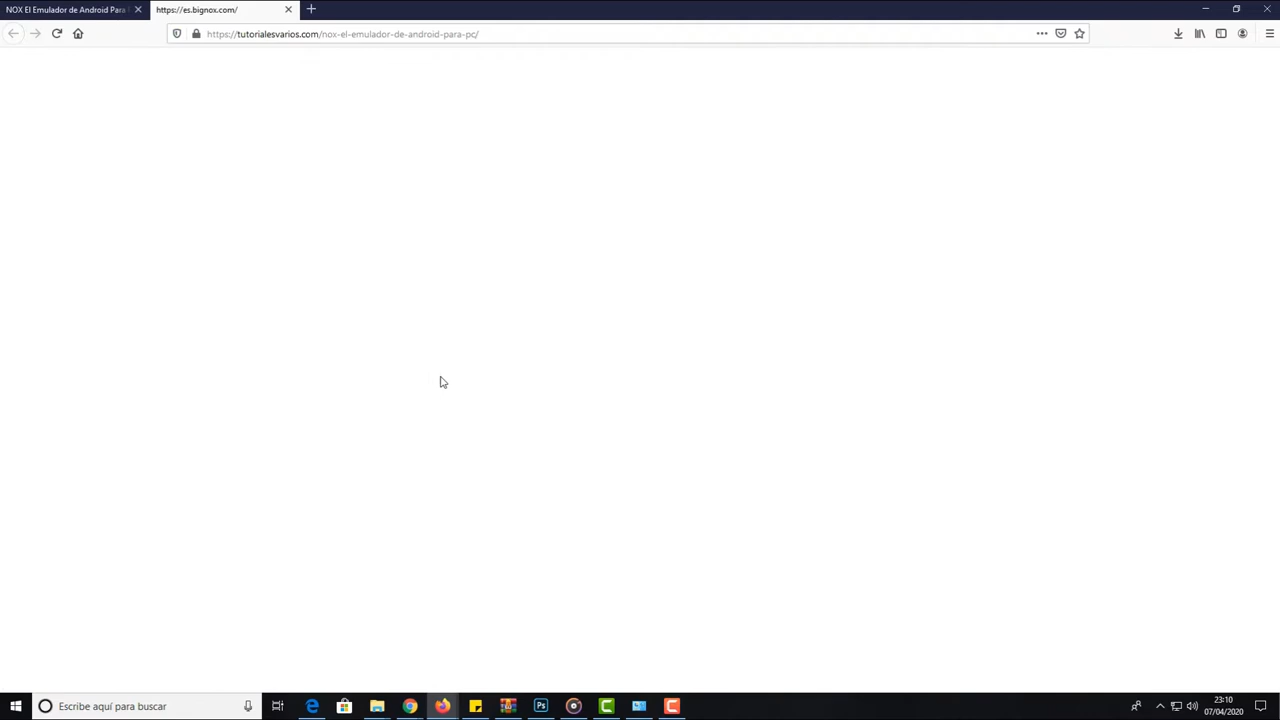 NOX El Emulador de Android Para
https://es.bignox.com/
https://tutorialesvarios.com/nox-el-emulador-de-android-para-pc/
Escribe aquí para buscar
Ps
23:10
07/04/2020